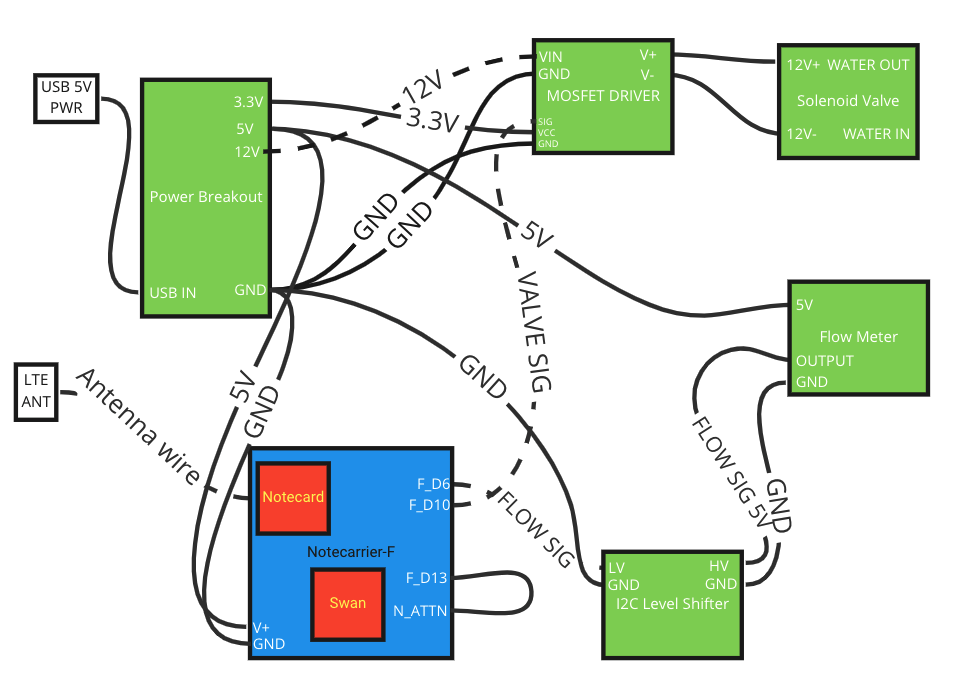 USB 5V
PWR
3.3V
5V
12V
Power Breakout
USB IN
GND
12V
3.3V
VIN
GND
V+
V-
MOSFET DRIVER
SIG
VCC
GND
12V+
WATER OUT
Solenoid Valve
12V-
WATER IN
GND
GND
5V
VALVE SIG
5V
Flow Meter
OUTPUT
GND
LTE
ANT
Antenna wire
5V
GND
GND
FLOW SIG 5V
GND
Notecard
F_D6
F_D10
FLOW SIG
Notecarrier-F
Swan
F_D13
N_ATTN
V+
GND
LV
HV
GND
GND
I2C Level Shifter